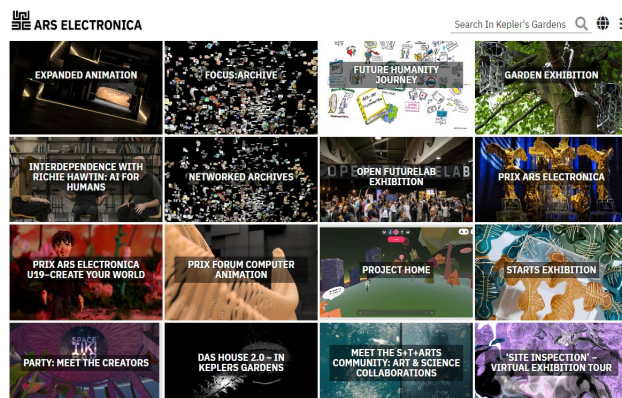 ARS ELECTRONICA
Search In Kepler's Gardens
EXPANDED ANIMATION
FOCUS:ARCHIVE
FUTURE HUMANITY
JOURNEY
GARDEN EXHIBITION
INTERDEPENDENCE WITH
RICHIE HAWTIN: AI FOR
HUMANS
NETWORKED ARCHIVES
OPEN FUTURELAB
EXHIBITION
PRIX ARS ELECTRONICA
PRIX ARS ELECTRONICA
U19–CREATE YOUR WORLD
PRIX FORUM COMPUTER
ANIMATION
PROJECT HOME
STARTS EXHIBITION
SPACE
PARTY: MEET THE CREATORS
DAS HOUSE 2.0 – IN
KEPLERS GARDENS
MEET THE S+T+ARTS
COMMUNITY: ART & SCIENCE
COLLABORATIONS
'SITE INSPECTION' –
VIRTUAL EXHIBITION TOUR